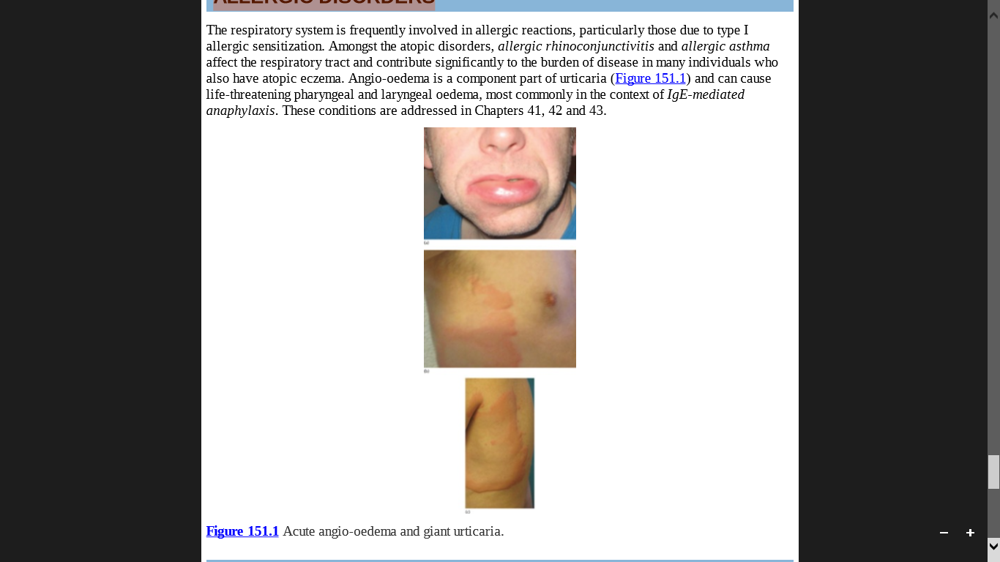 ALLERGIC DISORDERS
The respiratory system is frequently involved in allergic reactions, particularly those due to type I
allergic sensitization. Amongst the atopic disorders, allergic rhinoconjunctivitis and allergic asthma
affect the respiratory tract and contribute significantly to the burden of disease in many individuals who
also have atopic eczema. Angio-oedema is a component part of urticaria (Figure 151.1) and can cause
life-threatening pharyngeal and laryngeal oedema, most commonly in the context of IgE-mediated
anaphylaxis. These conditions are addressed in Chapters 41, 42 and 43.
(a)
(b)
(c)
Figure 151.1 Acute angio-oedema and giant urticaria.